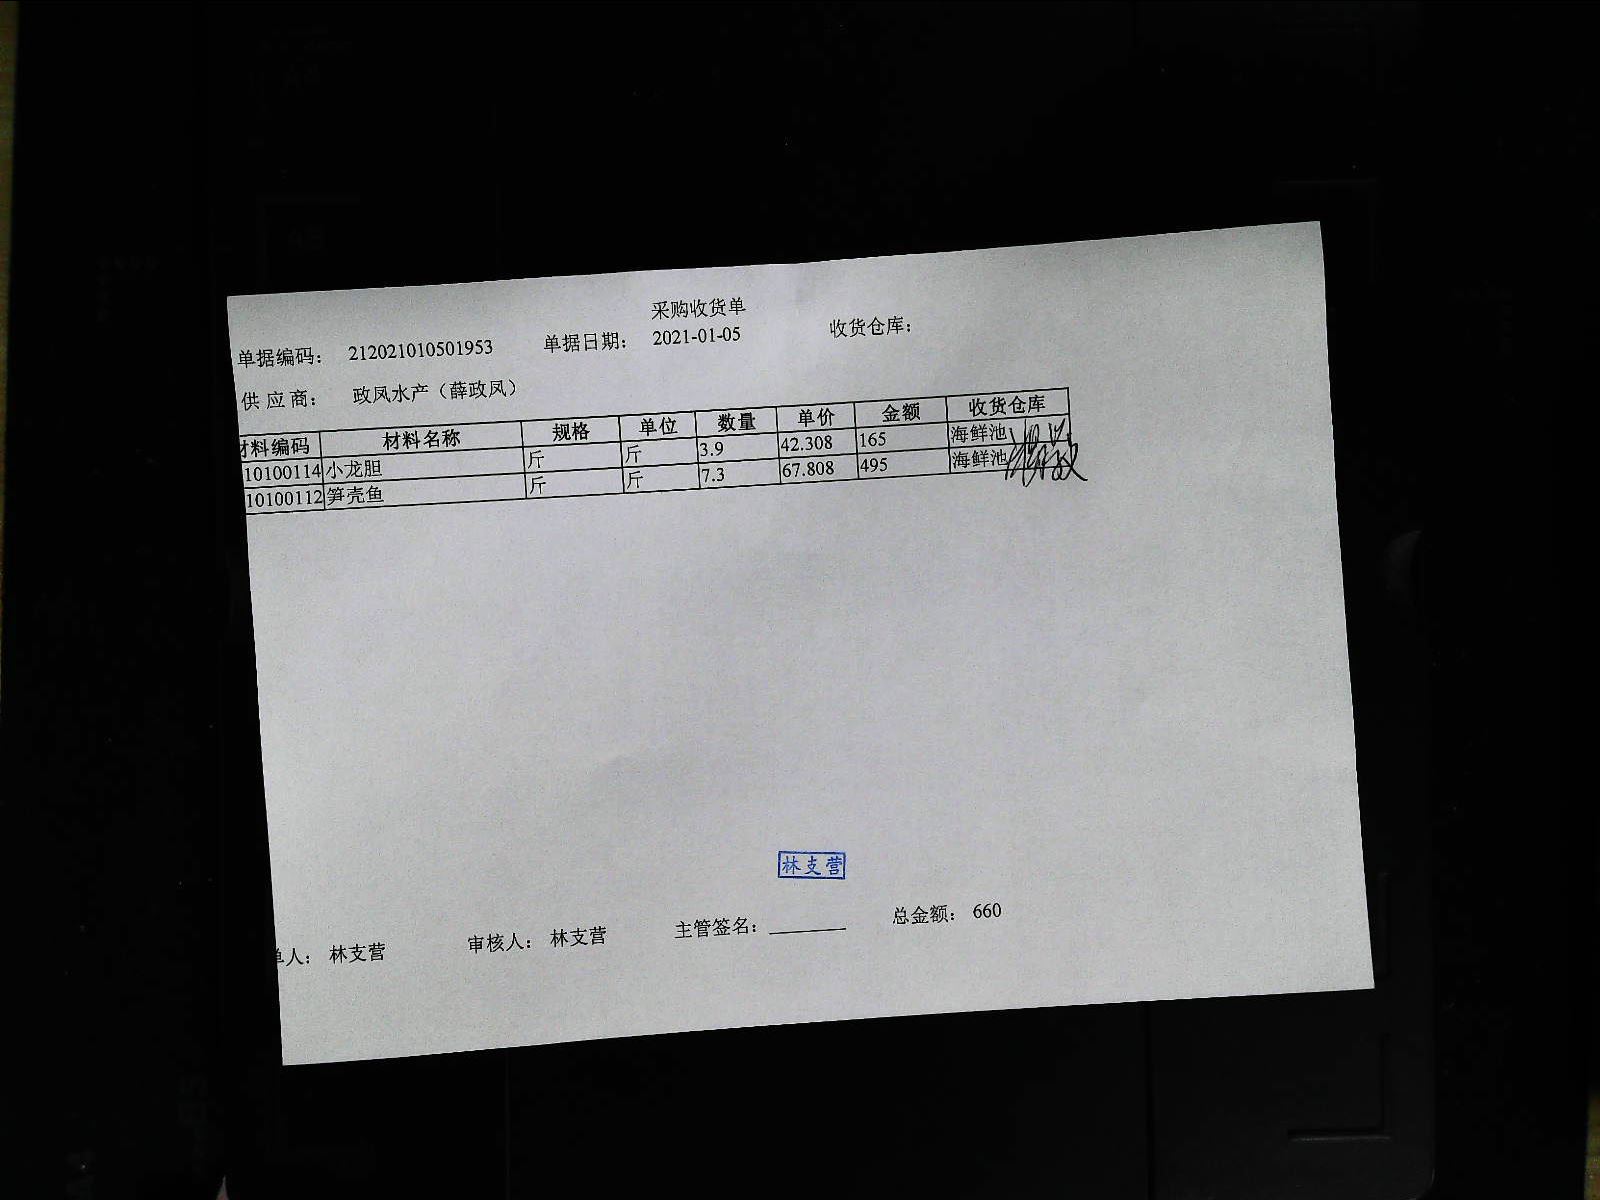 采购收货单
单据编码： 212021010501953 单据日期： 2021-01-05 收货仓库：
供应商： 政凤水产（薛政凤）
材料编码 材料名称 规格 单位 数量 单价 金额 收货仓库
10100114 小龙胆 斤 斤 3.9 42.308 165 海鲜池
10100112 笋壳鱼 斤 斤 7.3 67.808 495 海鲜池
林支营
单人： 林支营 审核人： 林支营 主管签名： 总金额： 660